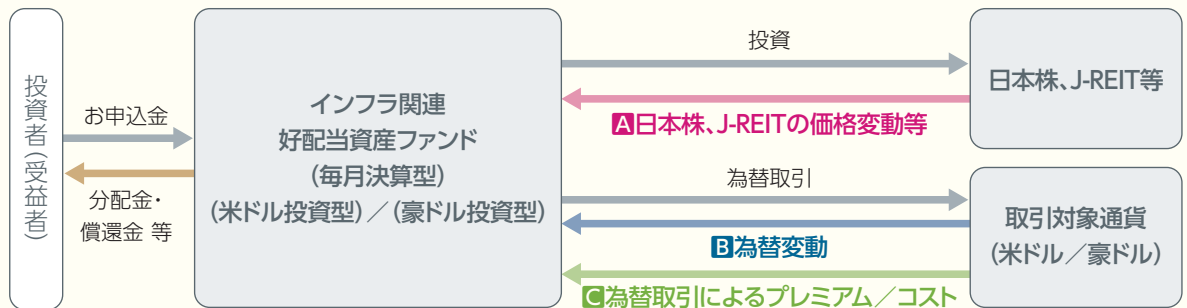 投資者（受益者）
お申込金
分配金・
償還金 等
インフラ関連
好配当資産ファンド
（毎月決算型）
（米ドル投資型）／（豪ドル投資型）
投資
A日本株、J-REITの価格変動等
為替取引
B為替変動
C為替取引によるプレミアム／コスト
日本株、J-REIT等
取引対象通貨
（米ドル／豪ドル）